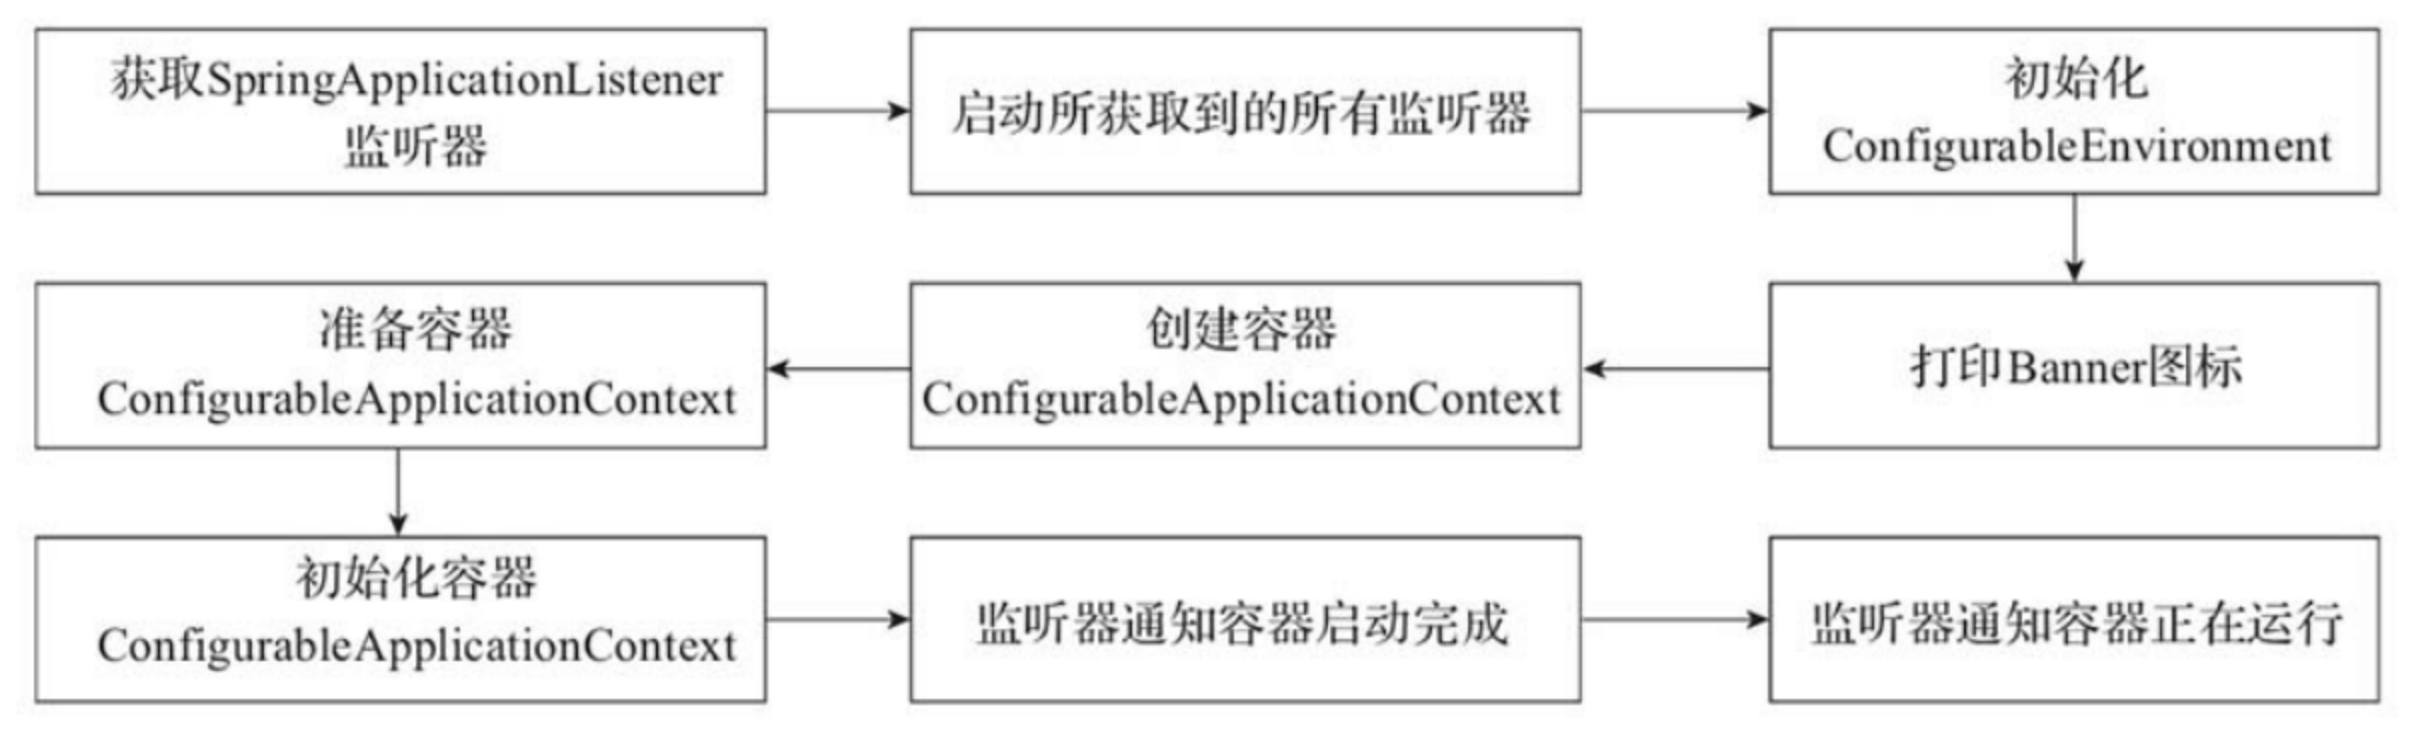 获取SpringApplicationListener
监听器
启动所获取到的所有监听器
初始化
ConfigurableEnvironment
打印Banner图标
创建容器
ConfigurableApplicationContext
准备容器
ConfigurableApplicationContext
初始化容器
ConfigurableApplicationContext
监听器通知容器启动完成
监听器通知容器正在运行